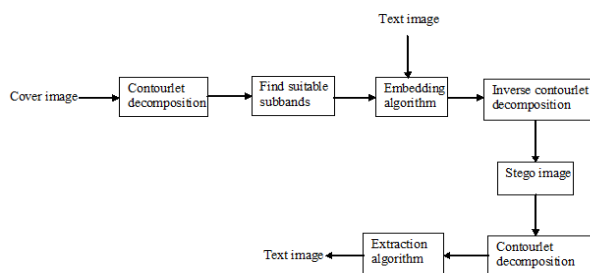 Text image
Cover image
Contourlet
decomposition
Find suitable
subbands
Embedding
algorithm
Inverse contourlet
decomposition
Stego image
Contourlet
decomposition
Extraction
algorithm
Text image